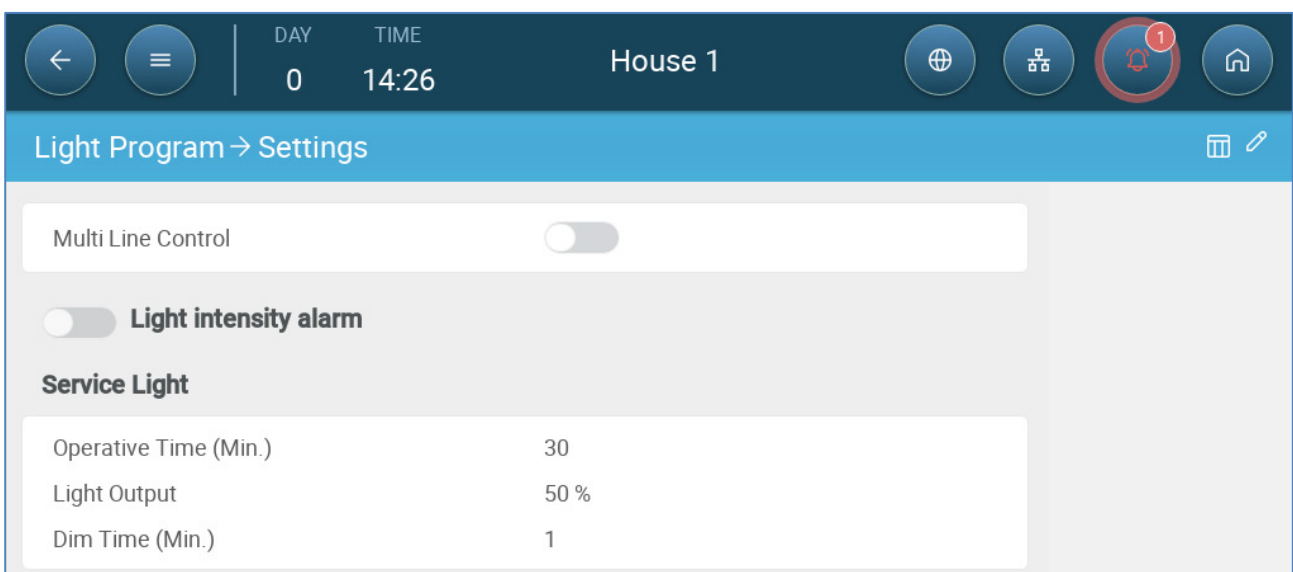 DAY TIME
0 14:26
House 1
1
Light Program → Settings
Multi Line Control
Light intensity alarm
Service Light
Operative Time (Min.) 30
Light Output 50 %
Dim Time (Min.) 1